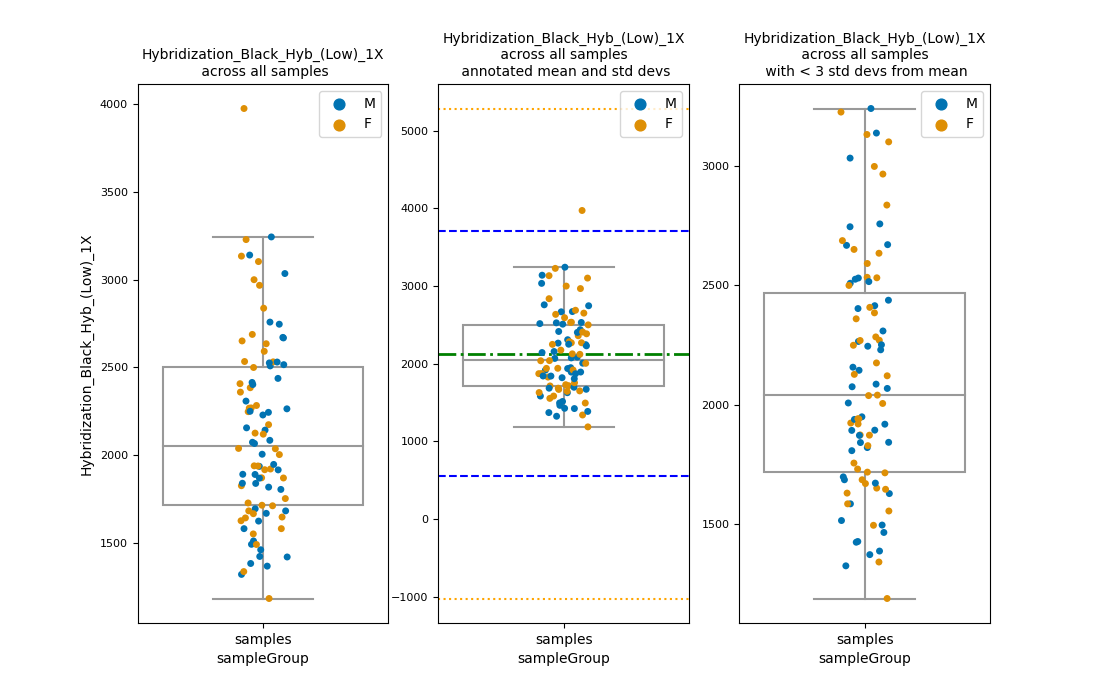 Hybridization_Black_Hyb_(Low)_1X
across all samples
4000
3500
3000
2500
2000
1500
Hybridization_Black_Hyb_(Low)_1X
M
F
samples
sampleGroup
Hybridization_Black_Hyb_(Low)_1X
across all samples
annotated mean and std devs
5000
4000
3000
2000
1000
0
−1000
M
F
samples
sampleGroup
Hybridization_Black_Hyb_(Low)_1X
across all samples
with < 3 std devs from mean
3000
2500
2000
1500
M
F
samples
sampleGroup